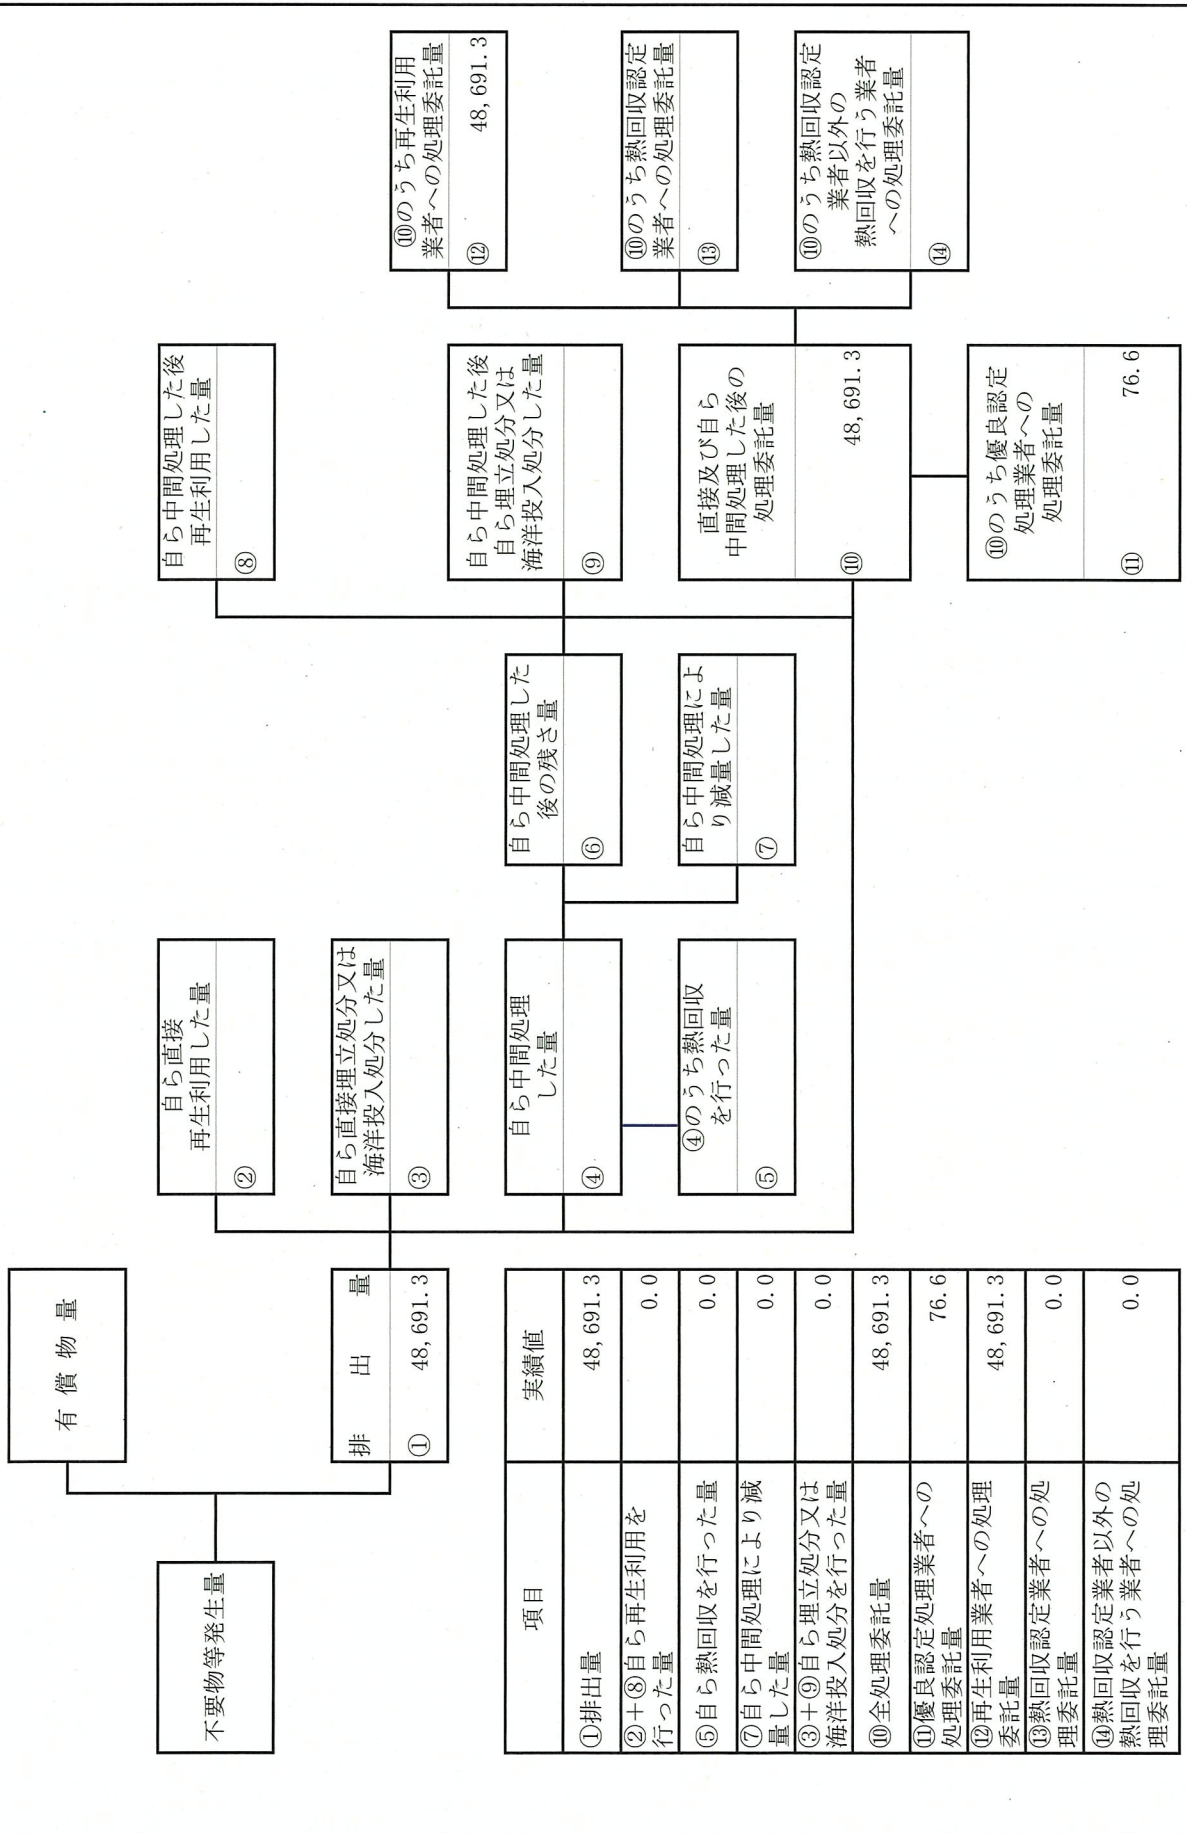 有償物量
不要物等発生量
排出量
① 48,691.3
自ら直接
再生利用した量
②
自ら直接埋立処分又は
海洋投入処分した量
③
自ら中間処理
した量
④
④のうち熱回収
を行った量
⑤
自ら中間処理した
後の残さ量
⑥
自ら中間処理によ
り減量した量
⑦
自ら中間処理した後
再生利用した量
⑧
自ら中間処理した後
自ら埋立処分又は
海洋投入処分した量
⑨
直接及び自ら
中間処理した後の
処理委託量
⑩ 48,691.3
⑩のうち優良認定
処理業者への
処理委託量
⑪ 76.6
⑩のうち再生利用
業者への処理委託量
⑫ 48,691.3
⑩のうち熱回収認定
業者への処理委託量
⑬
⑩のうち熱回収認定
業者以外の
熱回収を行う業者
への処理委託量
⑭
項目 実績値
①排出量 48,691.3
②+⑧自ら再生利用を
行った量 0.0
⑤自ら熱回収を行った量 0.0
⑦自ら中間処理により減
量した量 0.0
③+⑨自ら埋立処分又は
海洋投入処分を行った量 0.0
⑩全処理委託量 48,691.3
⑪優良認定処理業者への
処理委託量 76.6
⑫再生利用業者への処理
委託量 48,691.3
⑬熱回収認定業者への処
理委託量 0.0
⑭熱回収認定業者以外の
熱回収を行う業者への処
理委託量 0.0